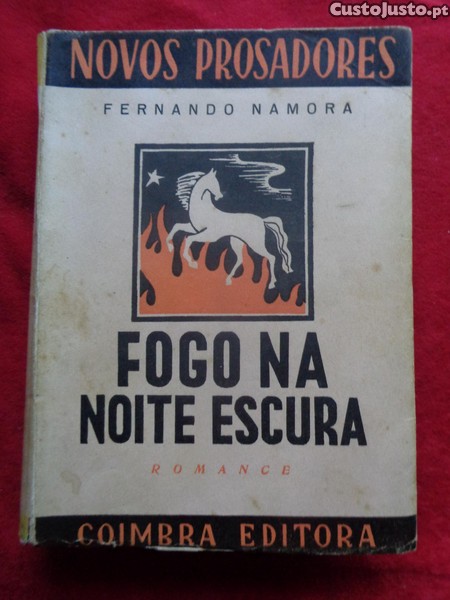 CustoJusto.pt
NOVOS PROSADORES
FERNANDO NAMORA
FOGO NA
NOITE ESCURA
ROMANCE
COIMBRA EDITORA